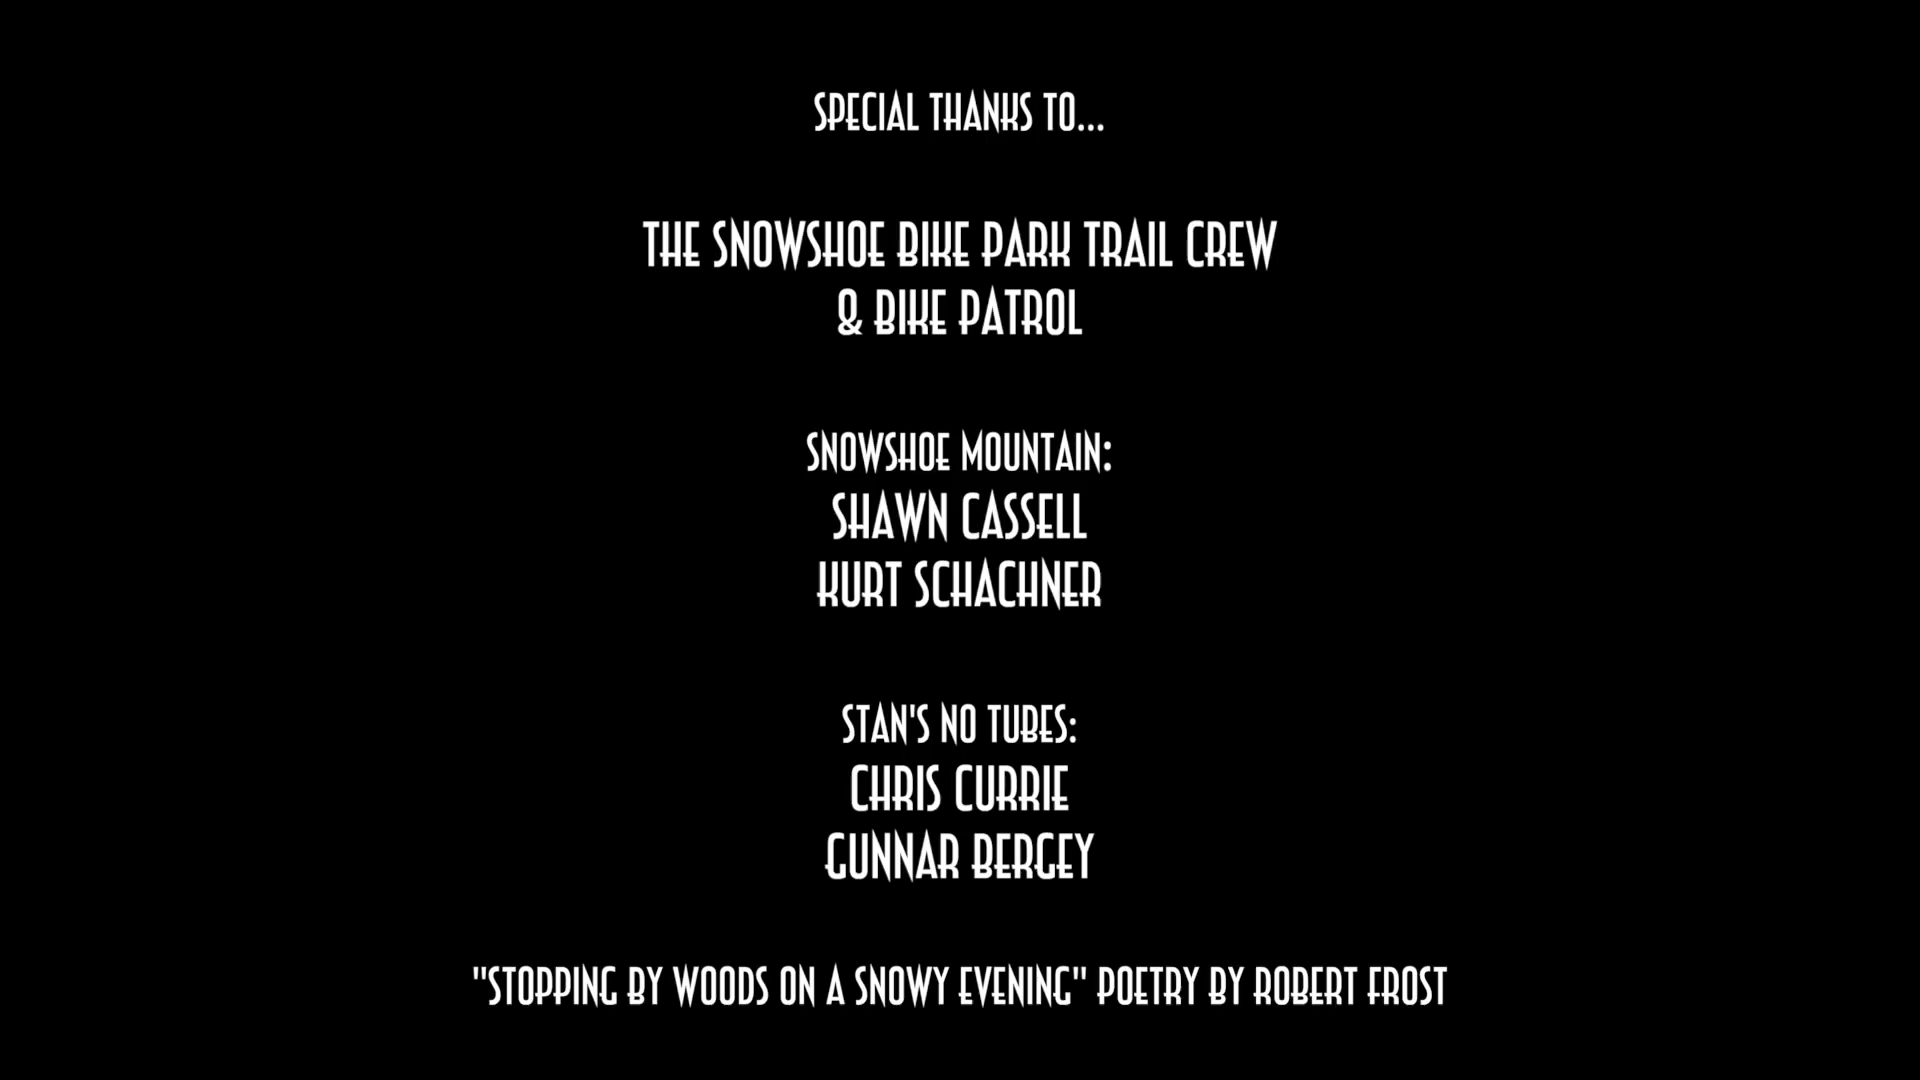 SPECIAL THANKS TO...
THE SNOWSHOE BIKE PARK TRAIL CREW
& BIKE PATROL
SNOWSHOE MOUNTAIN:
SHAWN CASSELL
KURT SCHACHNER
STAN'S NO TUBES:
CHRIS CURRIE
GUNNAR BERGEY
"STOPPING BY WOODS ON A SNOWY EVENING" POETRY BY ROBERT FROST